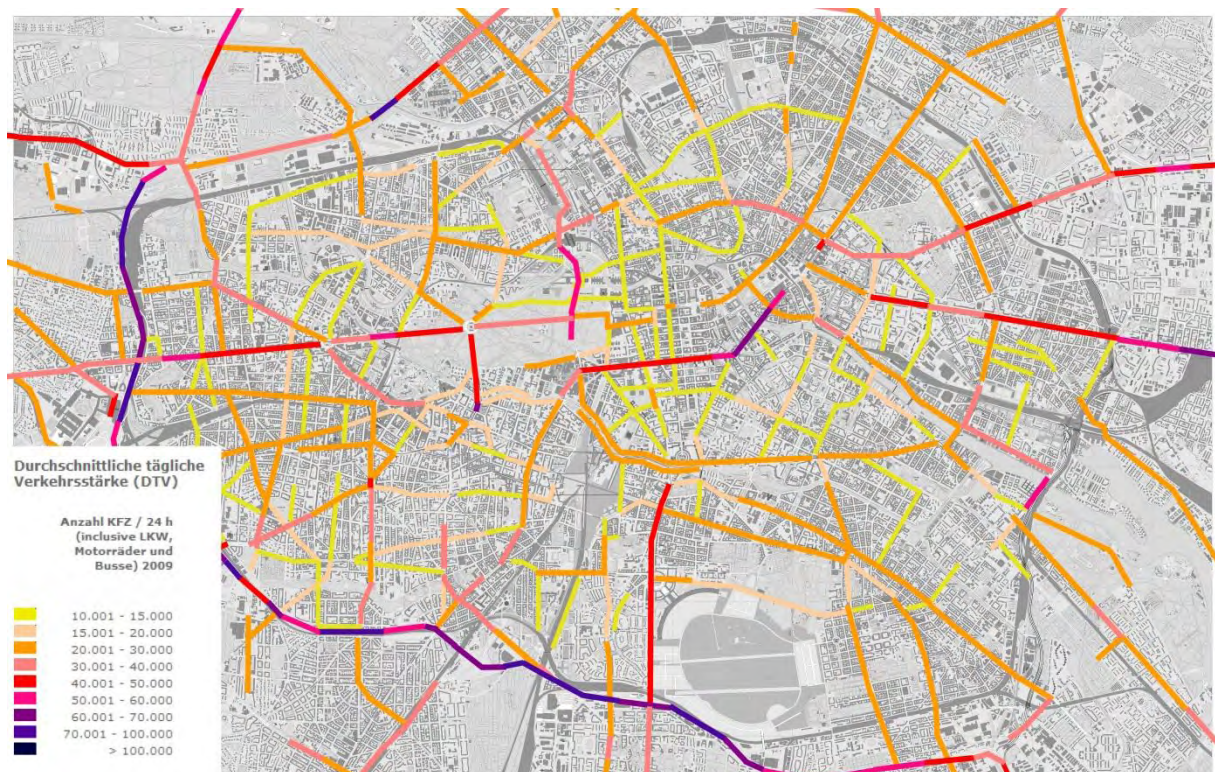 Durchschnittliche tägliche
Verkehrsstärke (DTV)
Anzahl KFZ / 24 h
(inclusive LKW,
Motorräder und
Busse) 2009
10.001 - 15.000
15.001 - 20.000
20.001 - 30.000
30.001 - 40.000
40.001 - 50.000
50.001 - 60.000
60.001 - 70.000
70.001 - 100.000
> 100.000